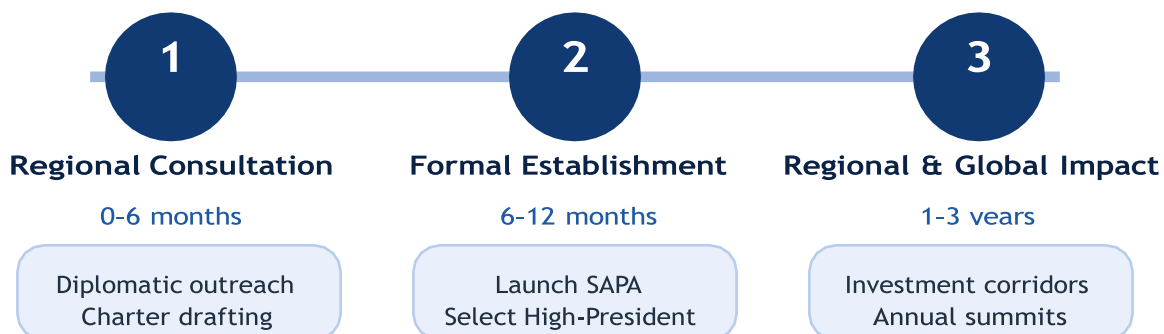 1
2
3
Regional Consultation
Formal Establishment
Regional & Global Impact
0-6 months
6-12 months
1-3 years
Diplomatic outreach
Charter drafting
Launch SAPA
Select High-President
Investment corridors
Annual summits